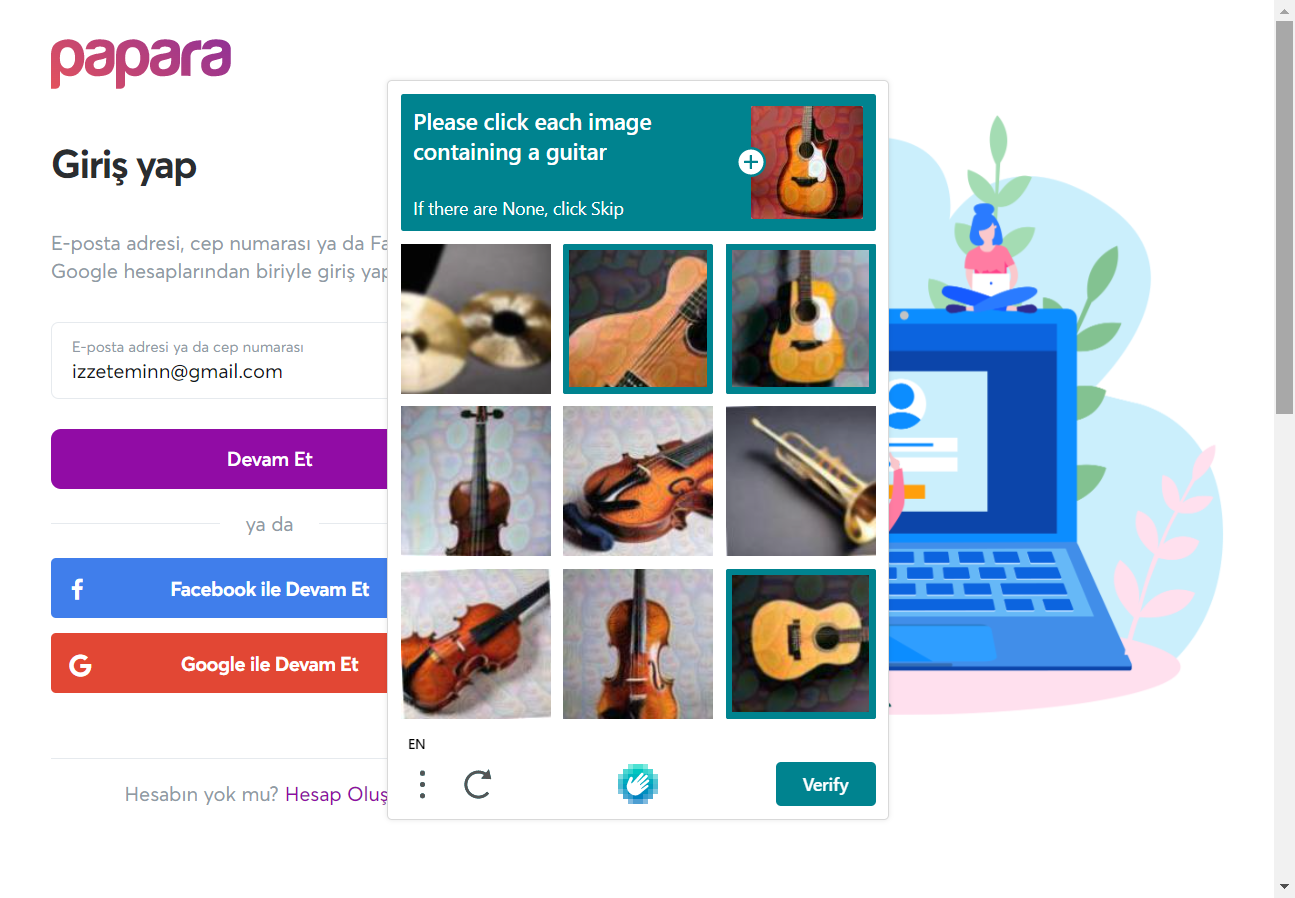 papara
Giriş yap
E-posta adresi, cep numarası ya da Fa
Google hesaplarından biriyle giriş yap
E-posta adresi ya da cep numarası
izzeteminn@gmail.com
Devam Et
ya da
Facebook ile Devam Et
Google ile Devam Et
Hesabın yok mu? Hesap Oluş
Please click each image
containing a guitar
If there are None, click Skip
EN
Verify